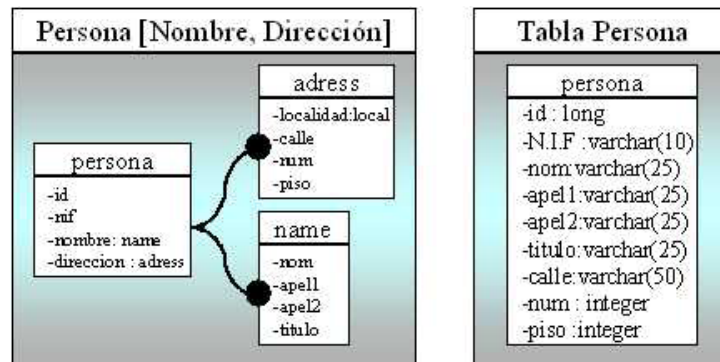 Persona [Nombre, Dirección]
adress
-localidad:local
-calle
-num
-piso
persona
-id
-nif
-nombre: name
-direccion : adress
name
-nom
-apel1
-apel2
-titulo
Tabla Persona
persona
-id : long
-N.I.F :varchar(10)
-nom:varchar(25)
-apel1:varchar(25)
-apel2:varchar(25)
-titulo:varchar(25)
-calle:varchar(50)
-num : integer
-piso :integer